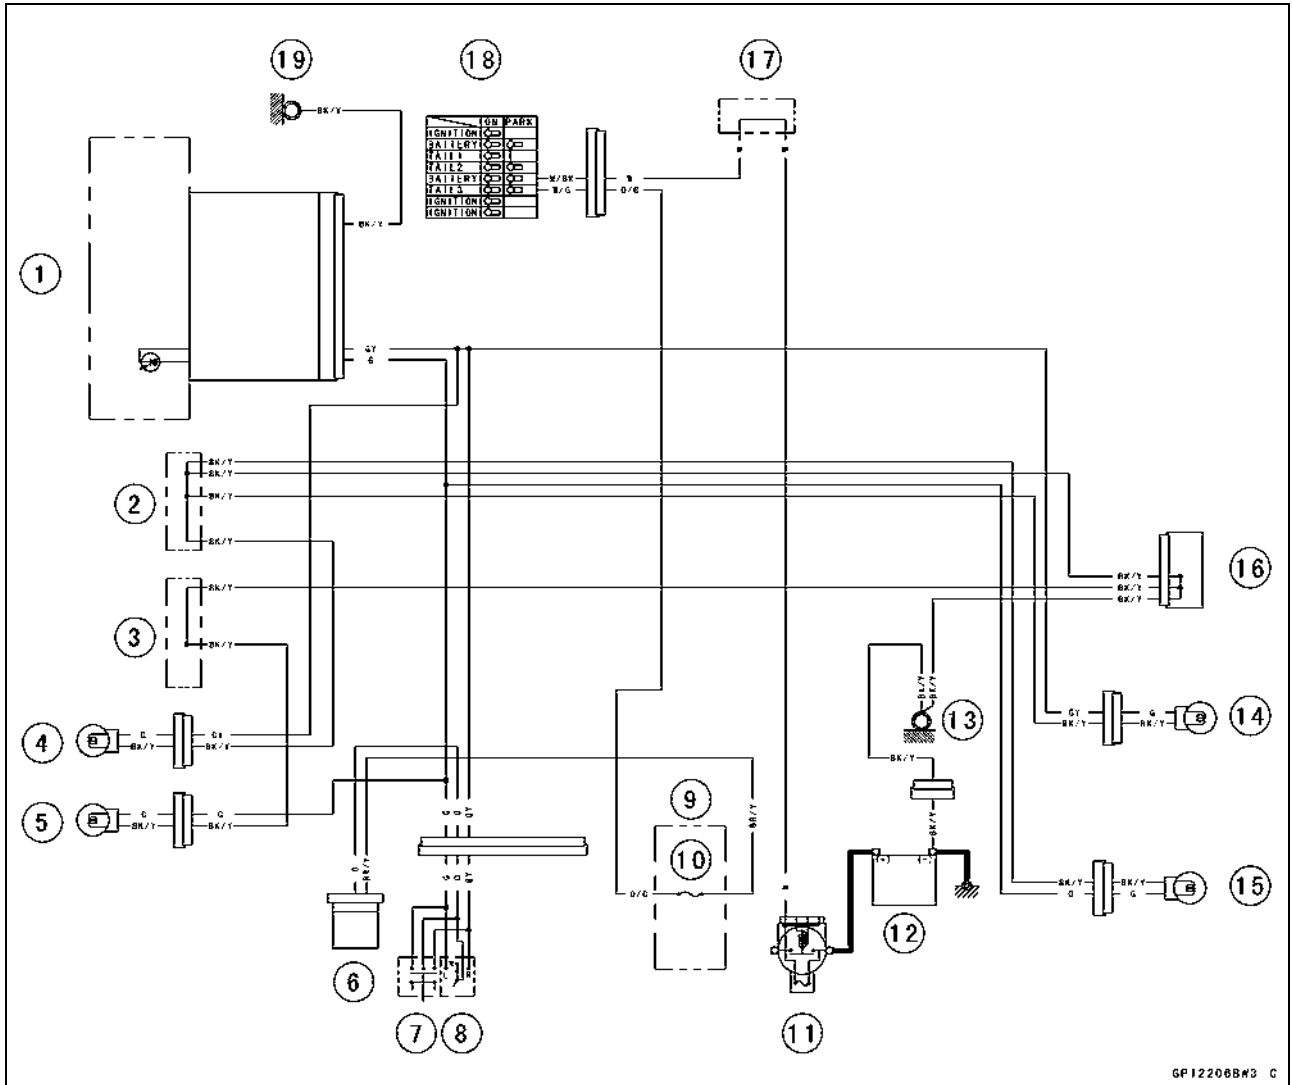 19
18
17
BK/Y
ON PARK
IGNITION
BATTERY
TAIL1
TAIL2
BATTERY
TAIL3
IGNITION
IGNITION
W/BK
W
W/G
O/G
BK/Y
1
GY
G
BK/Y
BK/Y
2
BK/Y
BK/Y
BK/Y
3
BK/Y
BK/Y
BK/Y
BK/Y
16
BK/Y
BK/Y
13
GY
G
14
BK/Y
BK/Y
4
G
GY
BK/Y
BK/Y
BK/Y
5
G
G
BK/Y
BK/Y
G
O
GY
9
BR/Y
10
BK/Y
O
BR/Y
G
O
GY
O/G
(+)
(-)
BK/Y
BK/Y
15
G
G
12
L
R
6
7
8
11
GP12206BW3 C